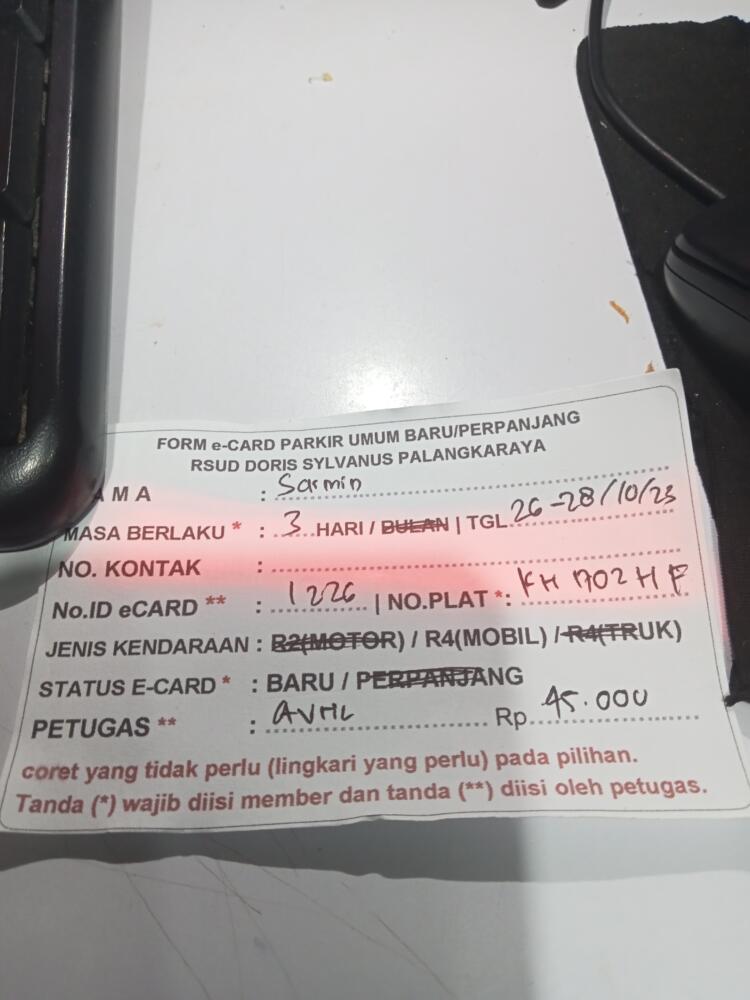 FORM e-CARD PARKIR UMUM BARU/PERPANJANG
RSUD DORIS SYLVANUS PALANGKARAYA
AMA : Sarmin
MASA BERLAKU * : 3 HARI / BULAN | TGL 26-28/10/23
NO. KONTAK :
No.ID eCARD ** : 1226 | NO.PLAT *: KH 1702 HF
JENIS KENDARAAN : R2(MOTOR) / R4(MOBIL) / R4(TRUK)
STATUS E-CARD * : BARU / PERPANJANG
PETUGAS ** : Rp. 45.000
coret yang tidak perlu (lingkari yang perlu) pada pilihan.
Tanda (*) wajib diisi member dan tanda (**) diisi oleh petugas.